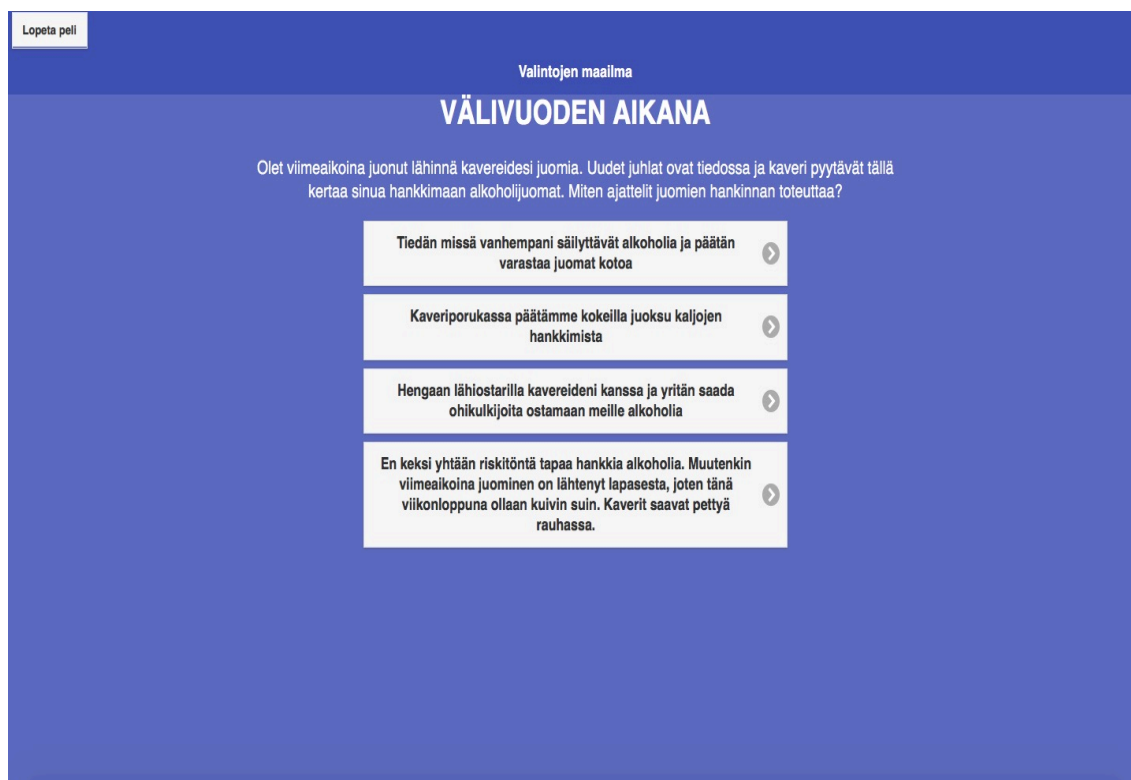 Lopeta peli
Valintojen maailma
VÄLIVUODEN AIKANA
Olet viimeaikoina juonut lähinnä kavereidesi juomia. Uudet juhlat ovat tiedossa ja kaveri pyytävät tällä
kertaa sinua hankkimaan alkoholijuomat. Miten ajattelit juomien hankinnan toteuttaa?
Tiedän missä vanhempani säilyttävät alkoholia ja päätän
varastaa juomat kotoa
Kaveriporukassa päätämme kokeilla juoksu kaljojen
hankkimista
Hengaan lähiostarilla kavereideni kanssa ja yritän saada
ohikulkijoita ostamaan meille alkoholia
En keksi yhtään riskitöntä tapaa hankkia alkoholia. Muutenkin
viimeaikoina juominen on lähtenyt lapasesta, joten tänä
viikonloppuna ollaan kuivin suin. Kaverit saavat pettyä
rauhassa.